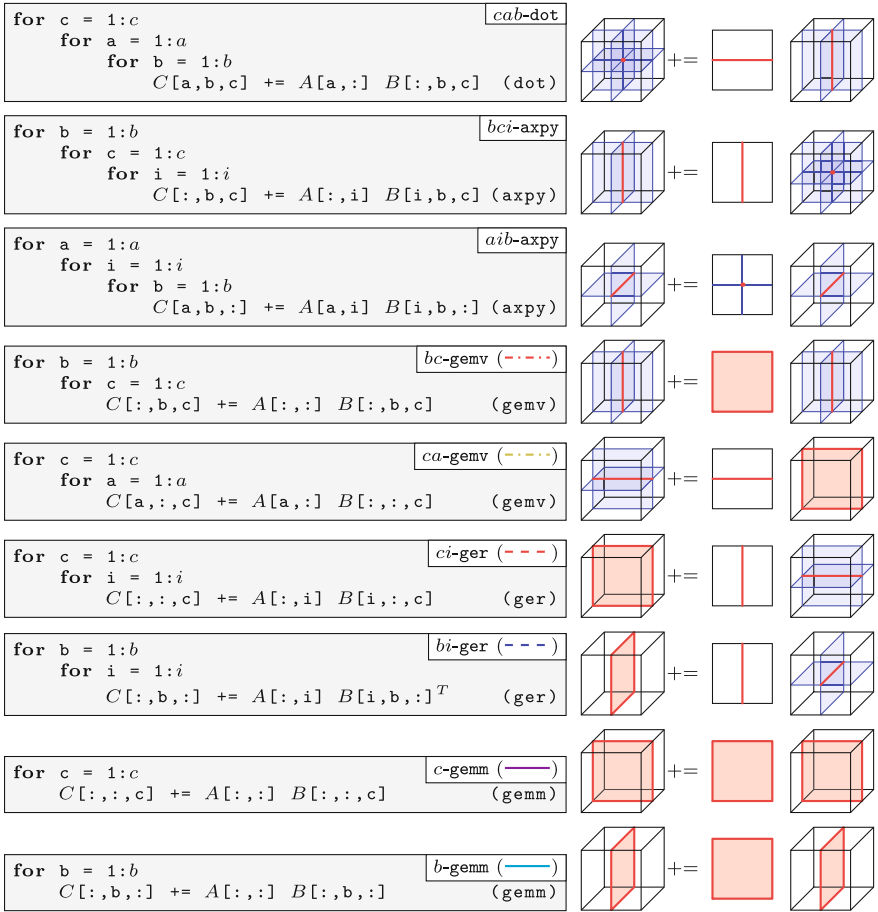 for c = 1:c cab-dot
for a = 1:a
for b = 1:b
C[a,b,c] += A[a,:] B[:,b,c] (dot) +=
for b = 1:b bci-axpy
for c = 1:c
for i = 1:i
C[:,b,c] += A[:,i] B[i,b,c] (axpy) +=
for a = 1:a aib-axpy
for i = 1:i
for b = 1:b
C[a,b,:] += A[a,i] B[i,b,:] (axpy) +=
for b = 1:b bc-gemv ( )
for c = 1:c
C[:,b,c] += A[:,:] B[:,b,c] (gemv) +=
for c = 1:c ca-gemv ( )
for a = 1:a
C[a,:,c] += A[a,:] B[:,:,c] (gemv) +=
for c = 1:c ci-ger ( )
for i = 1:i
C[:,:,c] += A[:,i] B[i,:,c] (ger) +=
for b = 1:b bi-ger ( )
for i = 1:i
C[:,b,:] += A[:,i] B[i,b,:]ᵀ (ger) +=
for c = 1:c c-gemm ( )
C[:,:,c] += A[:,:] B[:,:,c] (gemm) +=
for b = 1:b b-gemm ( )
C[:,b,:] += A[:,:] B[:,b,:] (gemm) +=